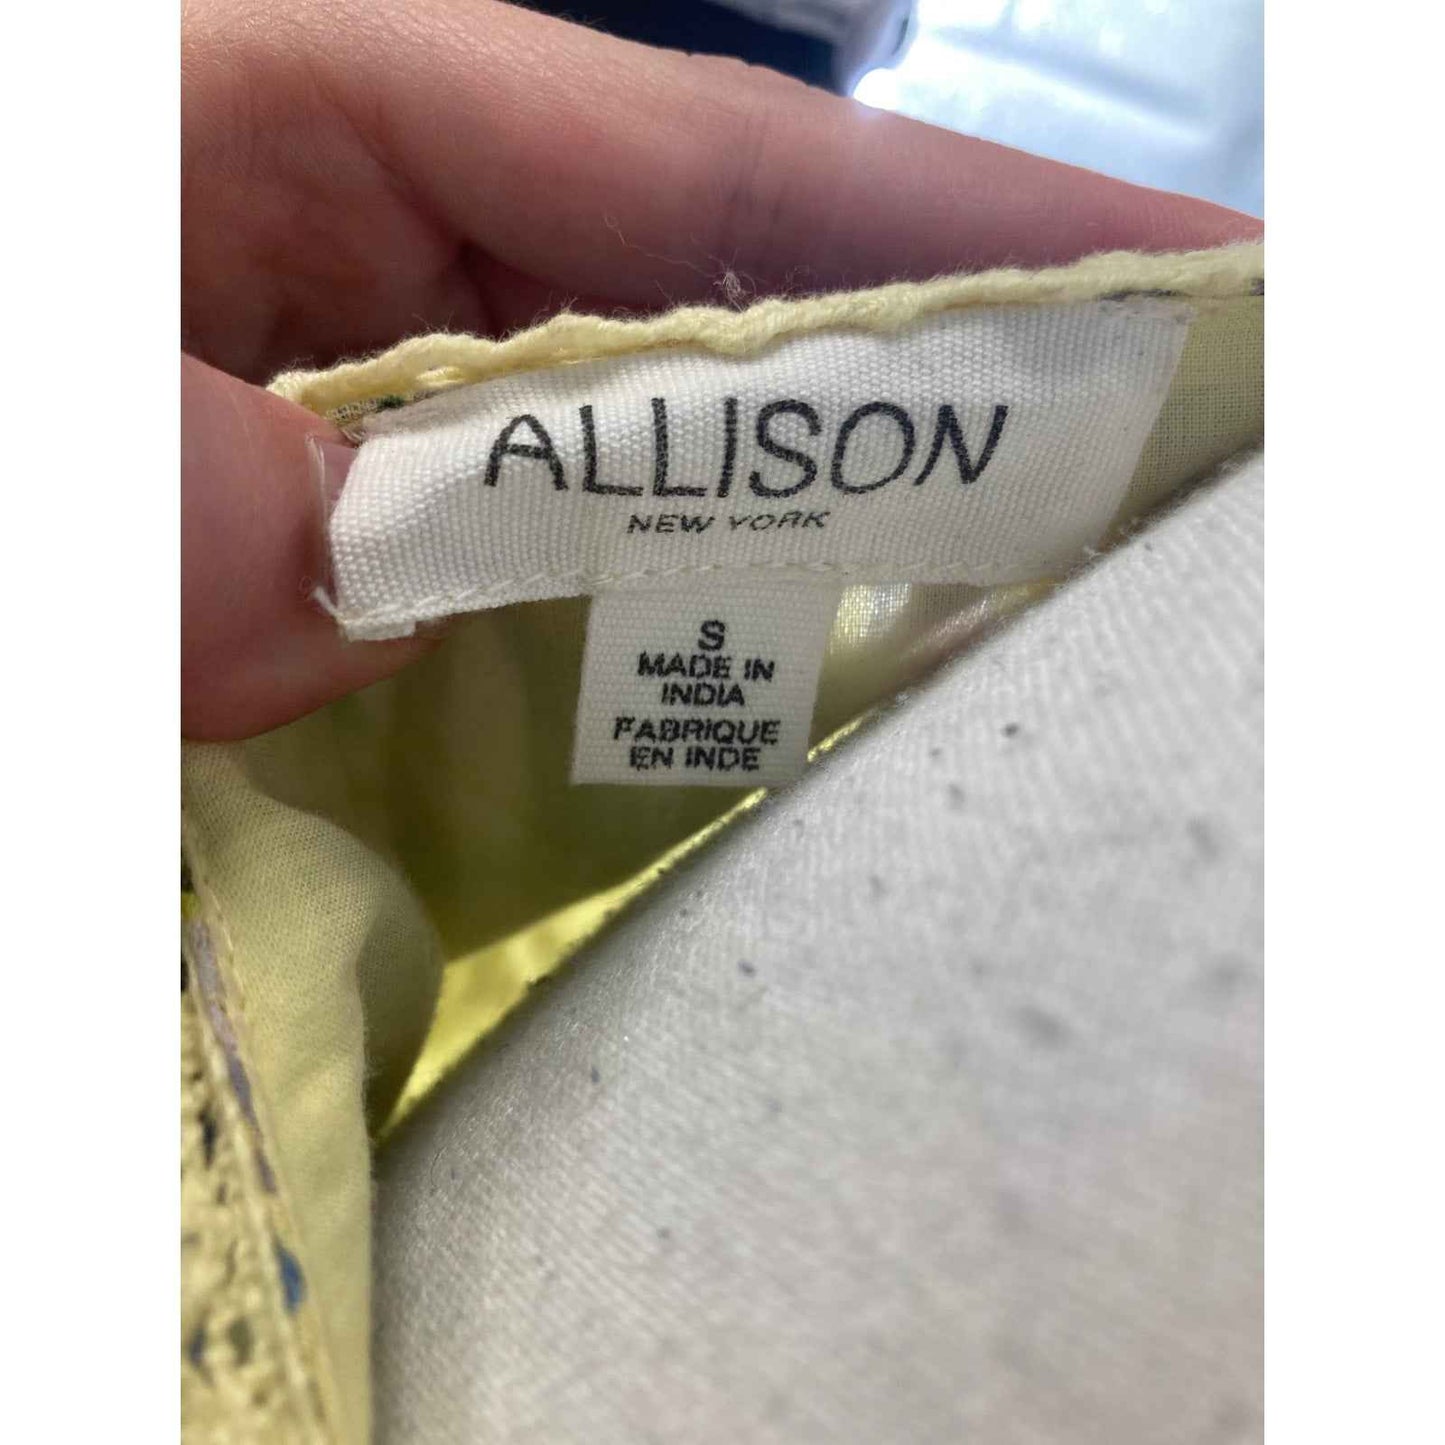 ALLISON
NEW YORK
S
MADE IN
INDIA
FABRIQUE
EN INDE